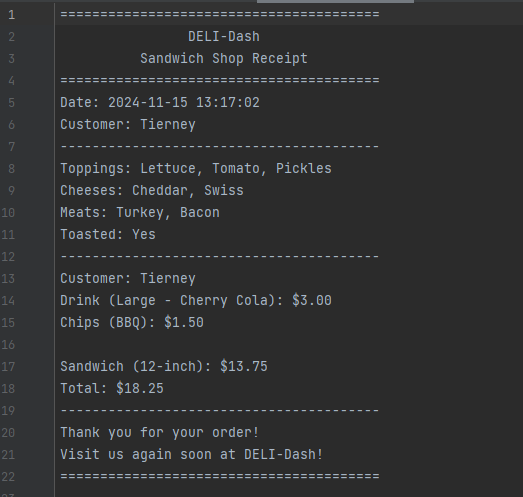 1 ========================================
2 DELI-Dash
3 Sandwich Shop Receipt
4 ========================================
5 Date: 2024-11-15 13:17:02
6 Customer: Tierney
7 ----------------------------------------
8 Toppings: Lettuce, Tomato, Pickles
9 Cheeses: Cheddar, Swiss
10 Meats: Turkey, Bacon
11 Toasted: Yes
12 ----------------------------------------
13 Customer: Tierney
14 Drink (Large - Cherry Cola): $3.00
15 Chips (BBQ): $1.50
16
17 Sandwich (12-inch): $13.75
18 Total: $18.25
19 ----------------------------------------
20 Thank you for your order!
21 Visit us again soon at DELI-Dash!
22 ========================================